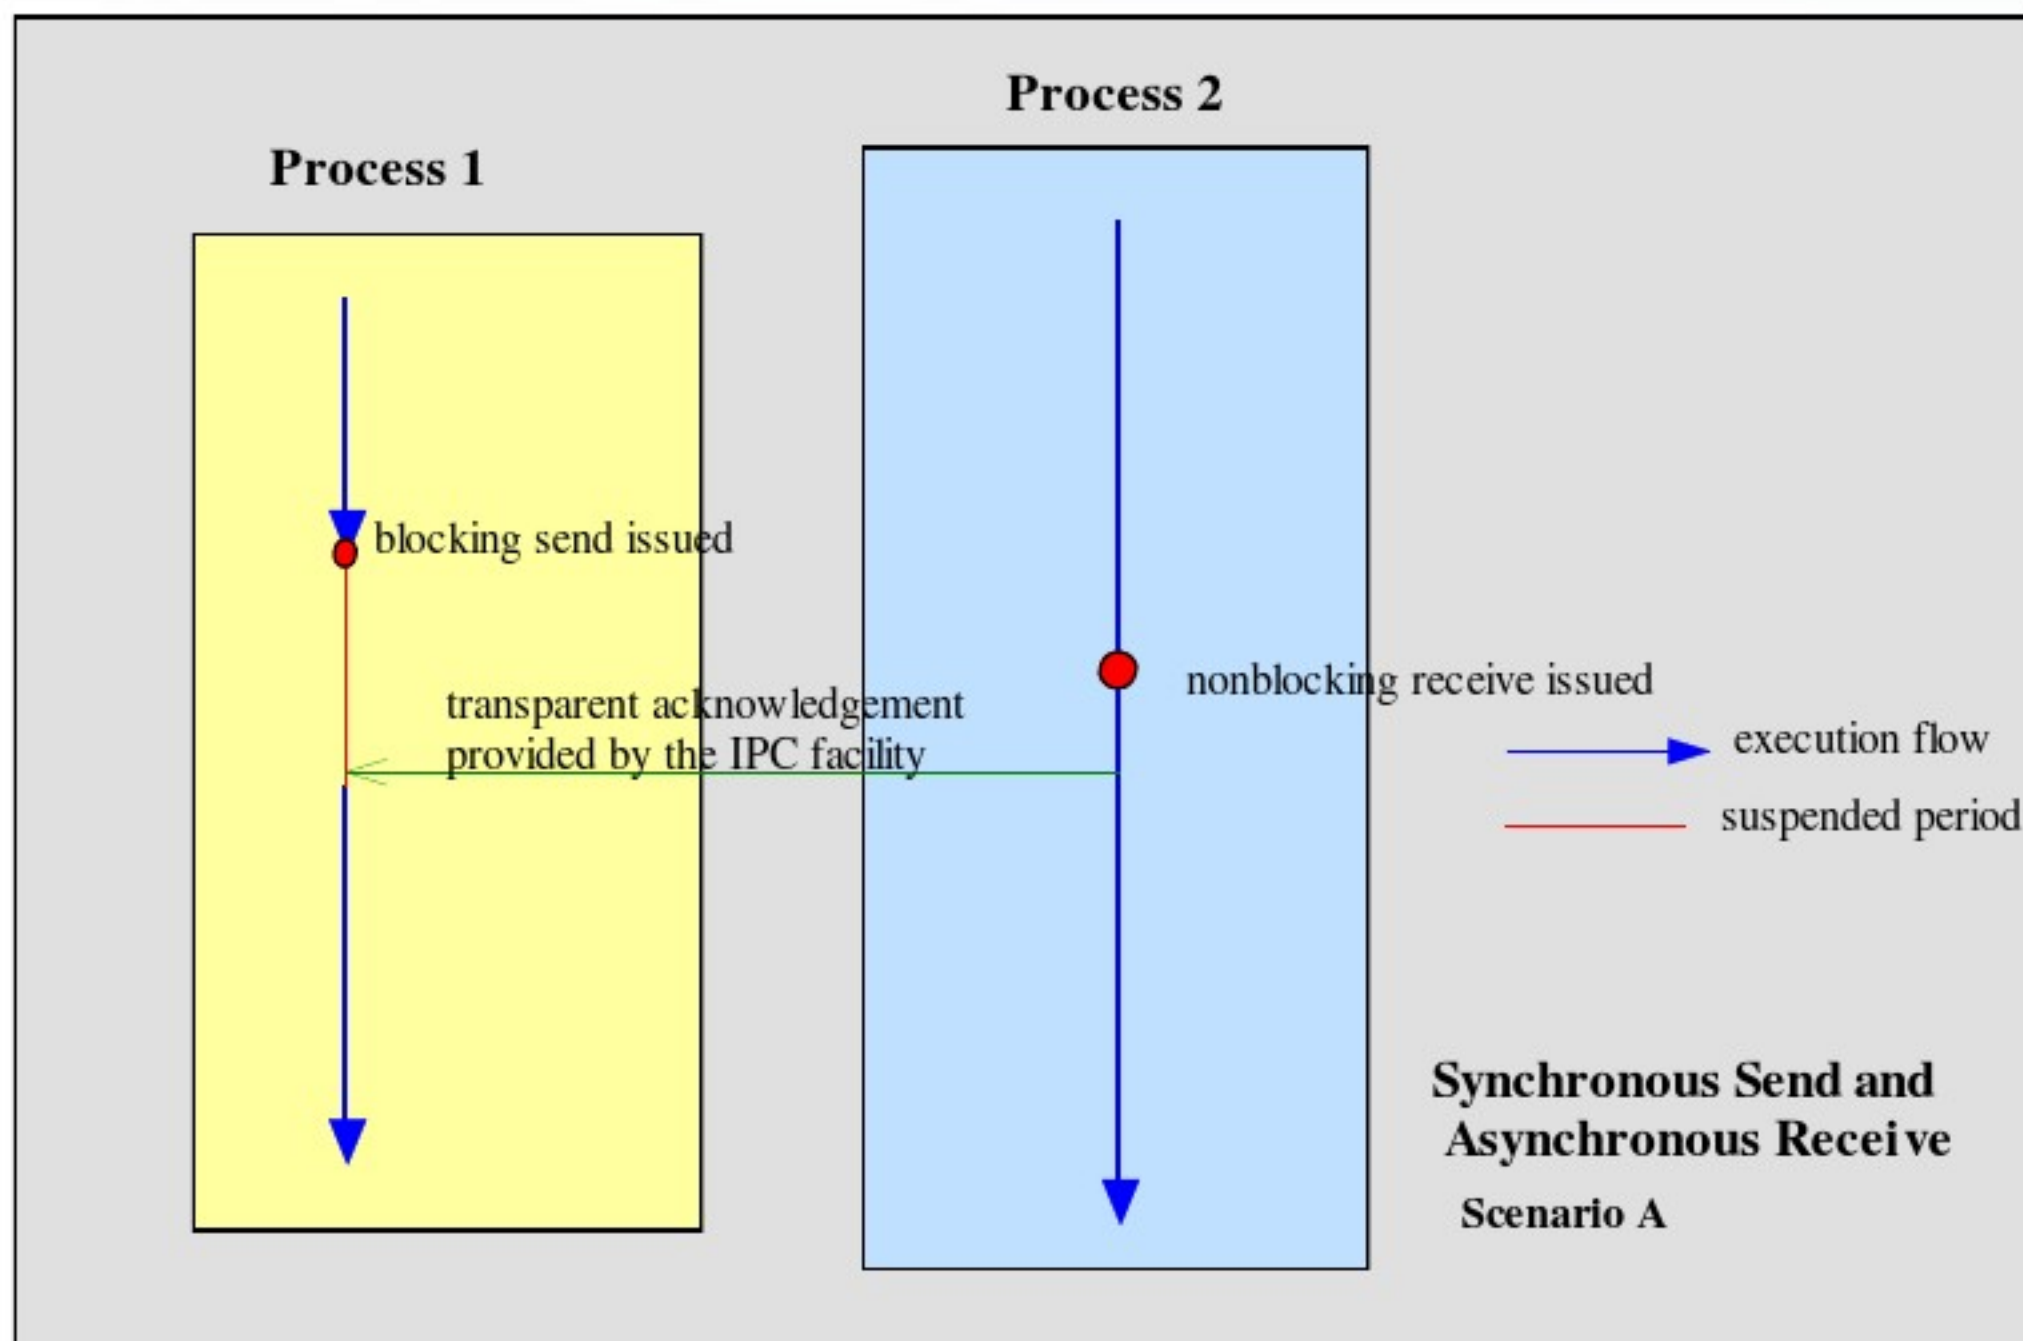 Process 2
Process 1
blocking send issued
nonblocking receive issued
transparent acknowledgement
provided by the IPC facility
execution flow
suspended period
Synchronous Send and
Asynchronous Receive
Scenario A